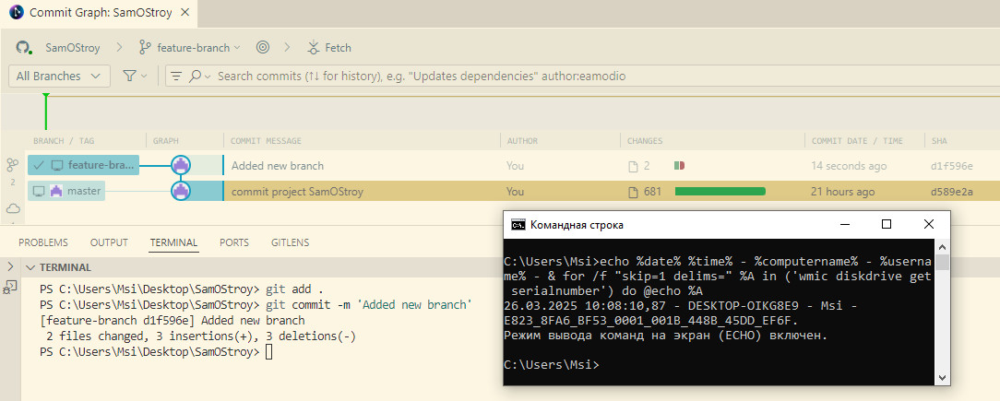 Commit Graph: SamOStroy
SamOStroy feature-branch Fetch
All Branches Search commits (↑↓ for history), e.g. "Updates dependencies" author:eamodio
BRANCH / TAG GRAPH COMMIT MESSAGE AUTHOR CHANGES COMMIT DATE / TIME SHA
2
feature-bra... Added new branch You 2 14 seconds ago d1f596e
master commit project SamOStroy You 681 21 hours ago d589e2a
PROBLEMS OUTPUT TERMINAL PORTS GITLENS
TERMINAL
PS C:\Users\Msi\Desktop\SamOStroy> git add .
PS C:\Users\Msi\Desktop\SamOStroy> git commit -m 'Added new branch'
[feature-branch d1f596e] Added new branch
2 files changed, 3 insertions(+), 3 deletions(-)
PS C:\Users\Msi\Desktop\SamOStroy>
Командная строка
C:\Users\Msi>echo %date% %time% - %computername% - %userna
me% - & for /f "skip=1 delims=" %A in ('wmic diskdrive get
serialnumber') do @echo %A
26.03.2025 10:08:10,87 - DESKTOP-OIKG8E9 - Msi -
E823_8FA6_BF53_0001_001B_448B_45DD_EF6F.
Режим вывода команд на экран (ECHO) включен.
C:\Users\Msi>